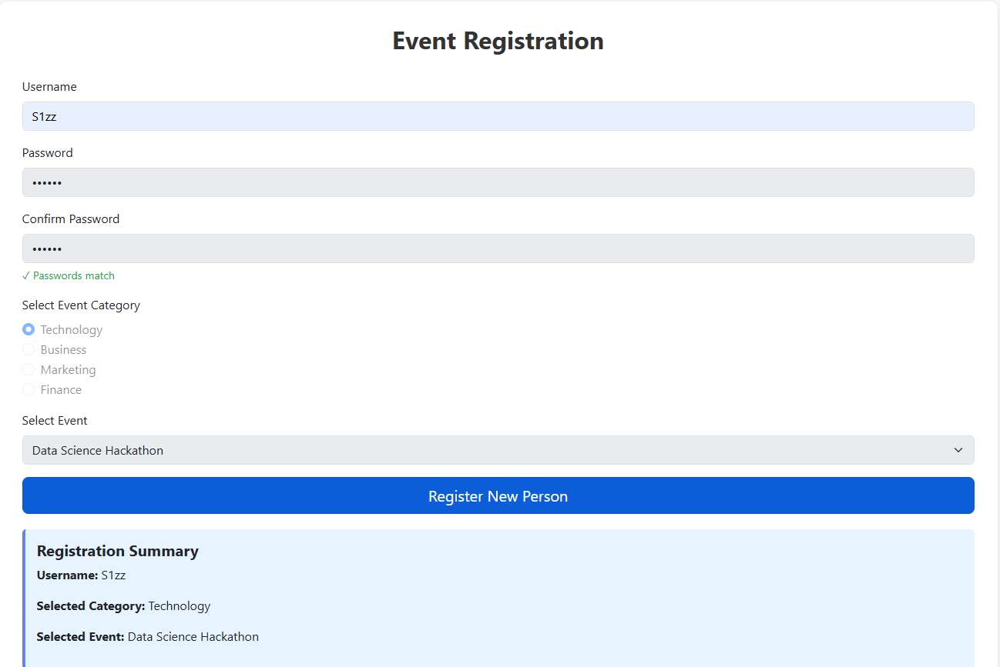 Event Registration
Username
S1zz
Password
••••••
Confirm Password
••••••
✓ Passwords match
Select Event Category
Technology
Business
Marketing
Finance
Select Event
Data Science Hackathon
Register New Person
Registration Summary
Username: S1zz
Selected Category: Technology
Selected Event: Data Science Hackathon